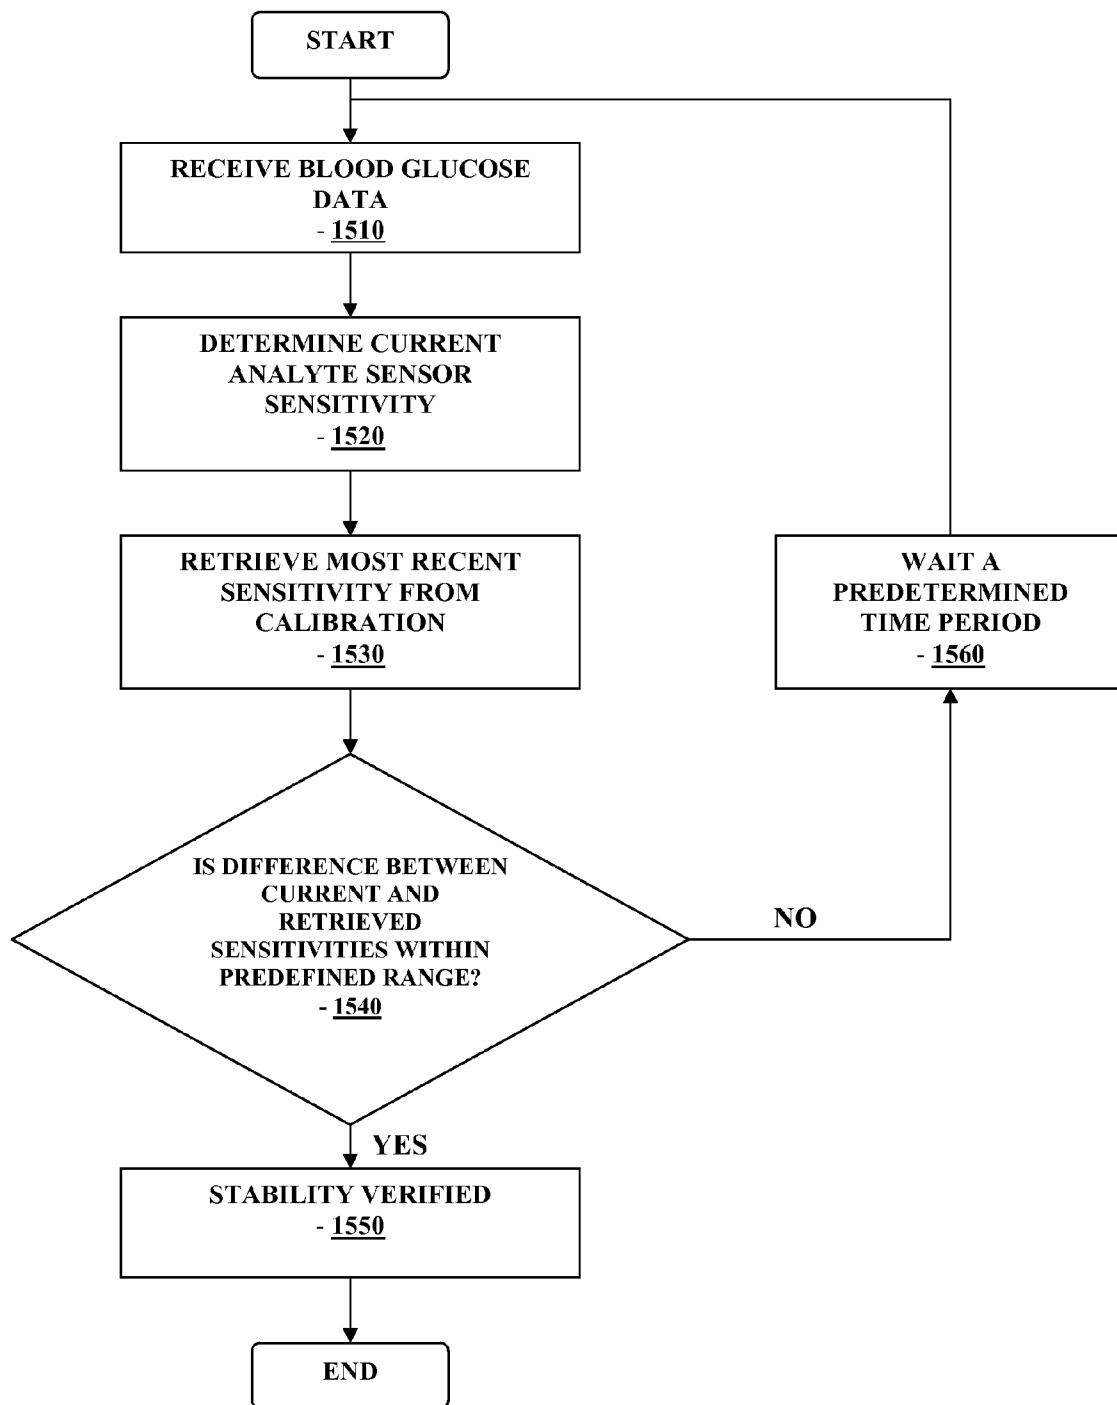 START
RECEIVE BLOOD GLUCOSE
DATA
- 1510
DETERMINE CURRENT
ANALYTE SENSOR
SENSITIVITY
- 1520
RETRIEVE MOST RECENT
SENSITIVITY FROM
CALIBRATION
- 1530
WAIT A
PREDETERMINED
TIME PERIOD
- 1560
IS DIFFERENCE BETWEEN
CURRENT AND
RETRIEVED
SENSITIVITIES WITHIN
PREDEFINED RANGE?
- 1540
NO
YES
STABILITY VERIFIED
- 1550
END